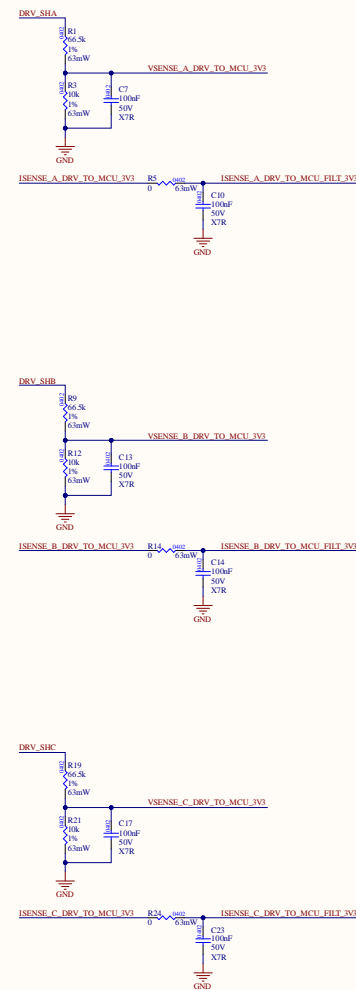 DRV_SHA
0402
R1
66.5k
1%
63mW
VSENSE_A_DRV_TO_MCU_3V3
0402
R3
10k
1%
63mW
0402
C7
100nF
50V
X7R
GND
ISENSE_A_DRV_TO_MCU_3V3
R5
0402
0
63mW
ISENSE_A_DRV_TO_MCU_FILT_3V3
0402
C10
100nF
50V
X7R
GND
DRV_SHB
0402
R9
66.5k
1%
63mW
VSENSE_B_DRV_TO_MCU_3V3
0402
R12
10k
1%
63mW
0402
C13
100nF
50V
X7R
GND
ISENSE_B_DRV_TO_MCU_3V3
R14
0402
0
63mW
ISENSE_B_DRV_TO_MCU_FILT_3V3
0402
C14
100nF
50V
X7R
GND
DRV_SHC
0402
R19
66.5k
1%
63mW
VSENSE_C_DRV_TO_MCU_3V3
0402
R21
10k
1%
63mW
0402
C17
100nF
50V
X7R
GND
ISENSE_C_DRV_TO_MCU_3V3
R24
0402
0
63mW
ISENSE_C_DRV_TO_MCU_FILT_3V3
0402
C23
100nF
50V
X7R
GND